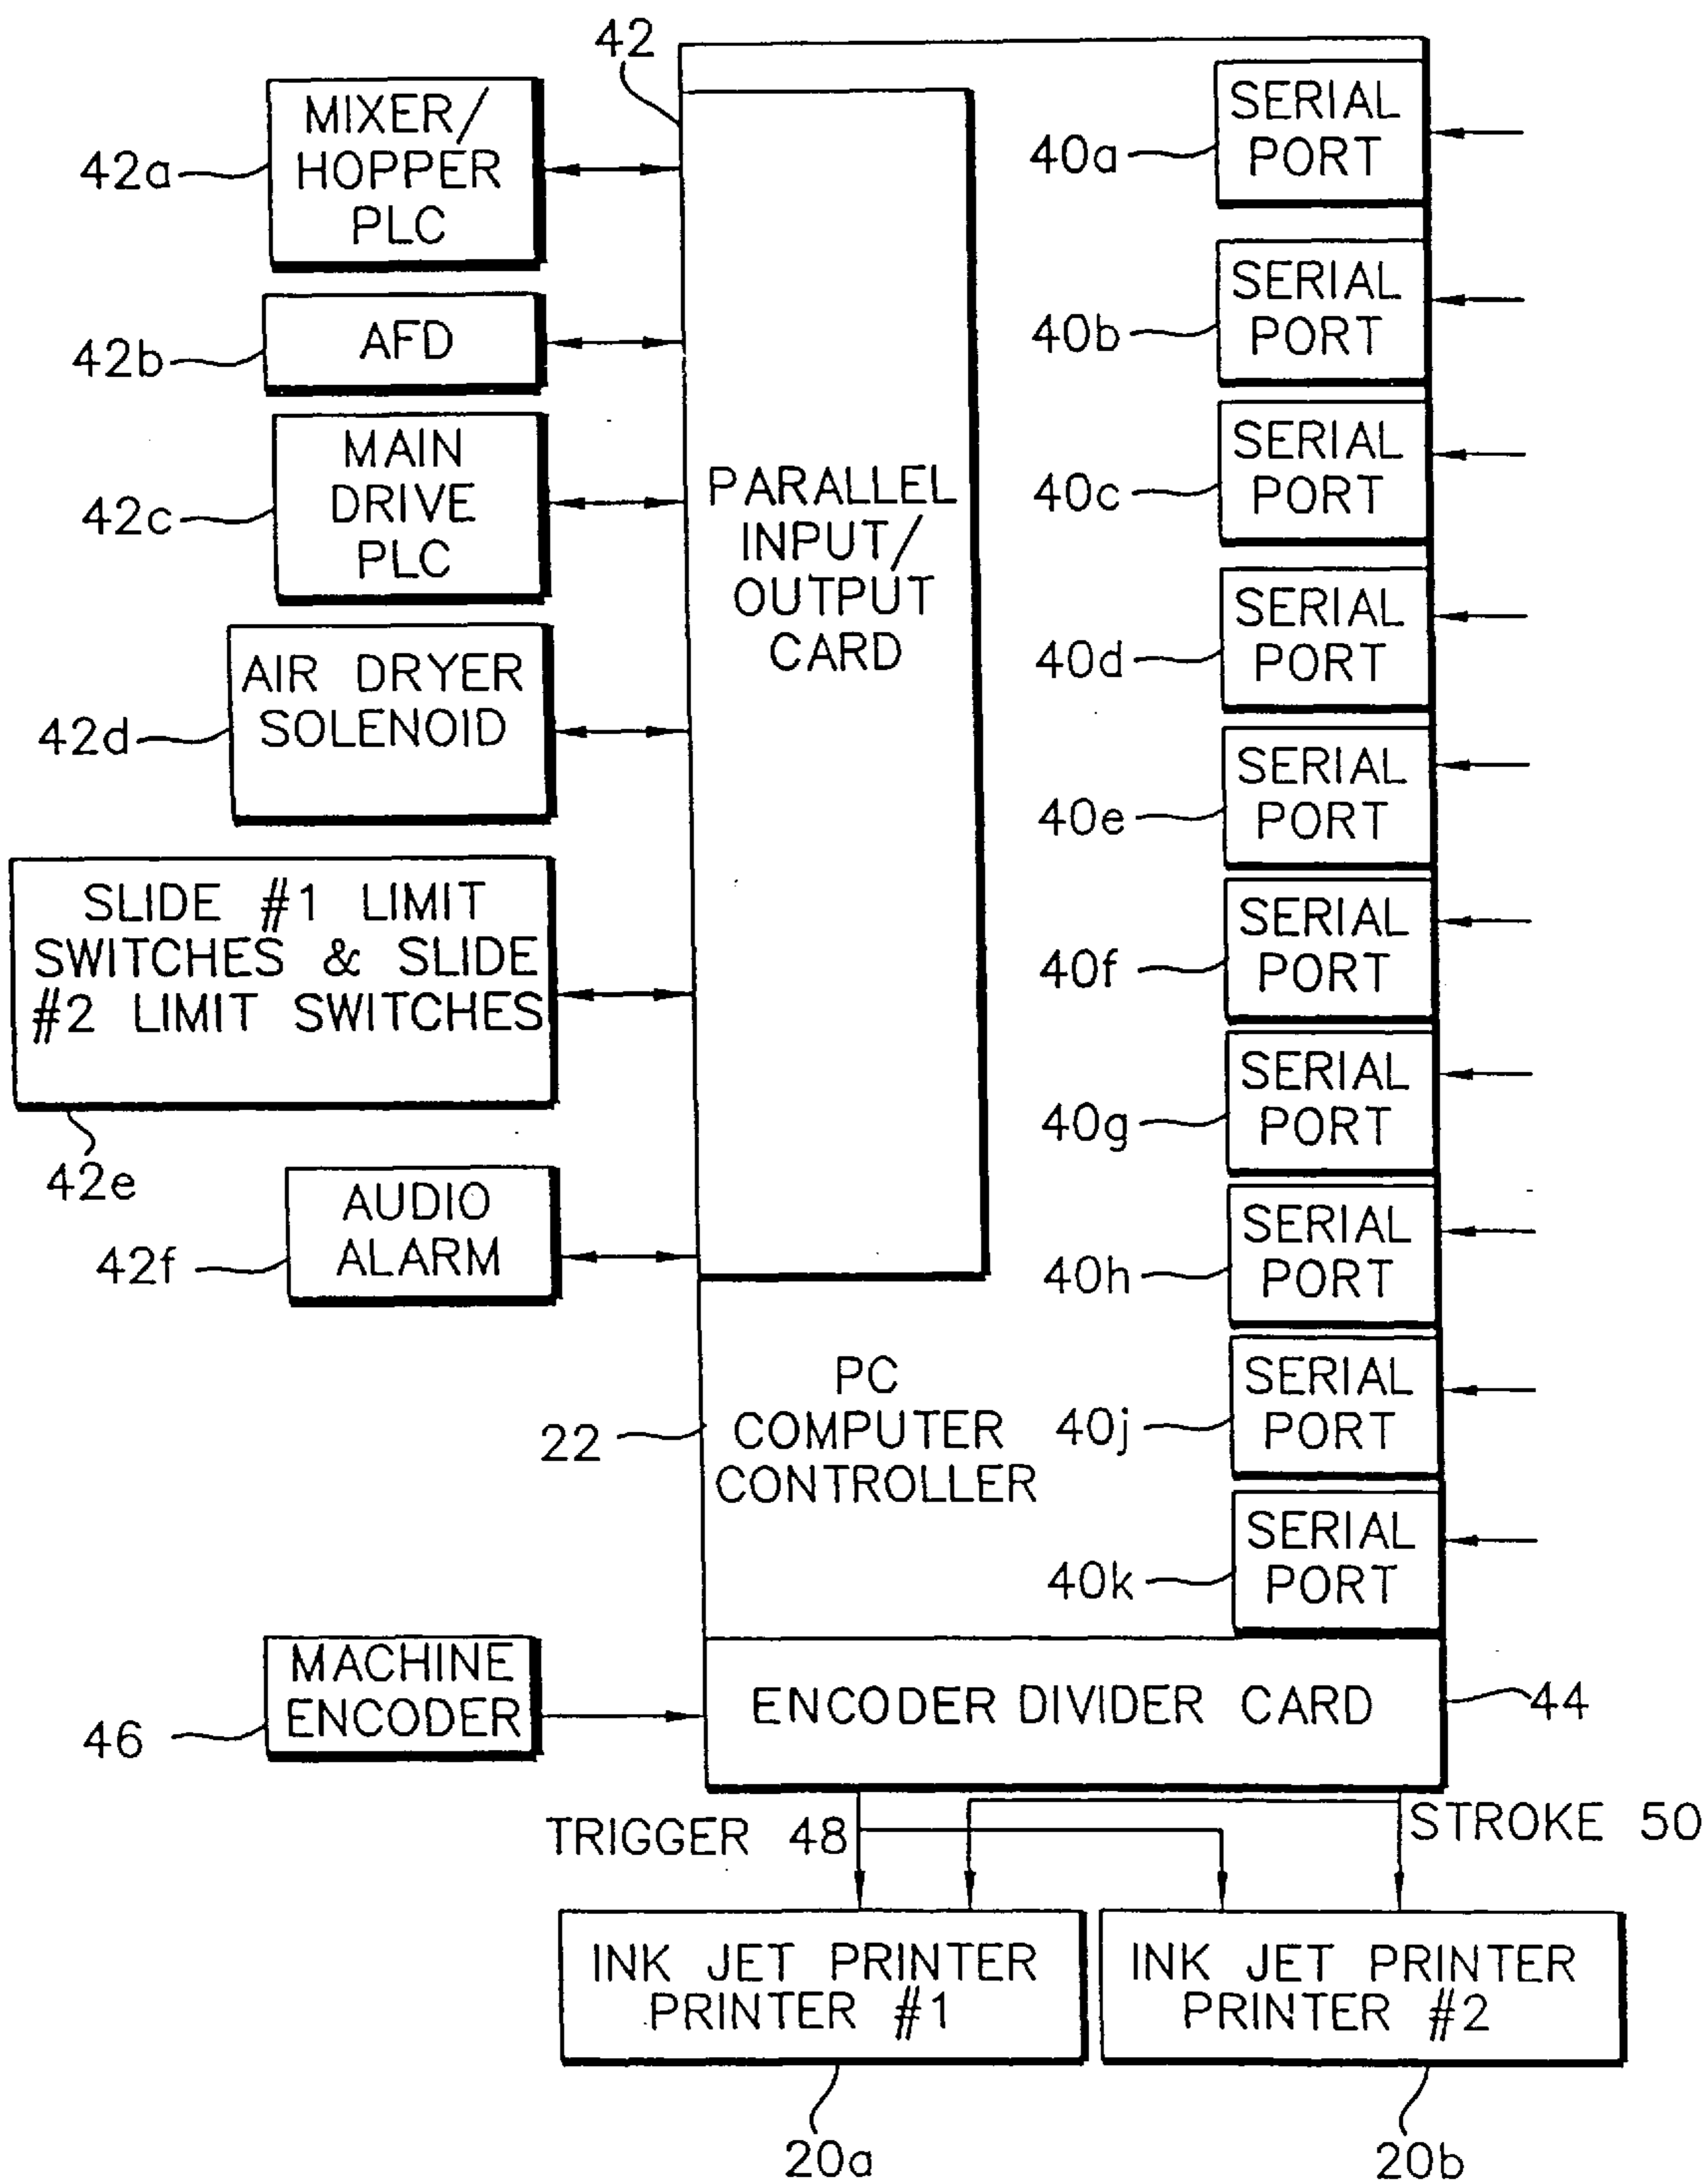 42
MIXER/
HOPPER
PLC
42a
AFD
42b
MAIN
DRIVE
PLC
42c
AIR DRYER
SOLENOID
42d
SLIDE #1 LIMIT
SWITCHES & SLIDE
#2 LIMIT SWITCHES
42e
AUDIO
ALARM
42f
PARALLEL
INPUT/
OUTPUT
CARD
SERIAL
PORT
40a
SERIAL
PORT
40b
SERIAL
PORT
40c
SERIAL
PORT
40d
SERIAL
PORT
40e
SERIAL
PORT
40f
SERIAL
PORT
40g
SERIAL
PORT
40h
SERIAL
PORT
40j
SERIAL
PORT
40k
PC
COMPUTER
CONTROLLER
22
MACHINE
ENCODER
46
ENCODER DIVIDER CARD
44
TRIGGER 48
STROKE 50
INK JET PRINTER
PRINTER #1
INK JET PRINTER
PRINTER #2
20a
20b